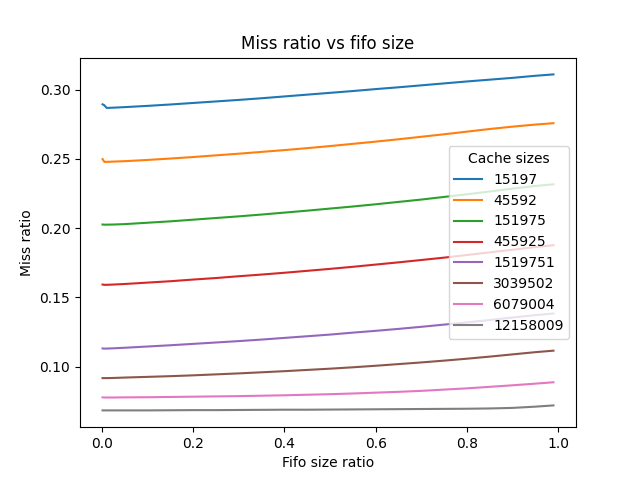 Miss ratio vs fifo size
Miss ratio
0.30
0.25
0.20
0.15
0.10
Cache sizes
15197
45592
151975
455925
1519751
3039502
6079004
12158009
0.0 0.2 0.4 0.6 0.8 1.0
Fifo size ratio